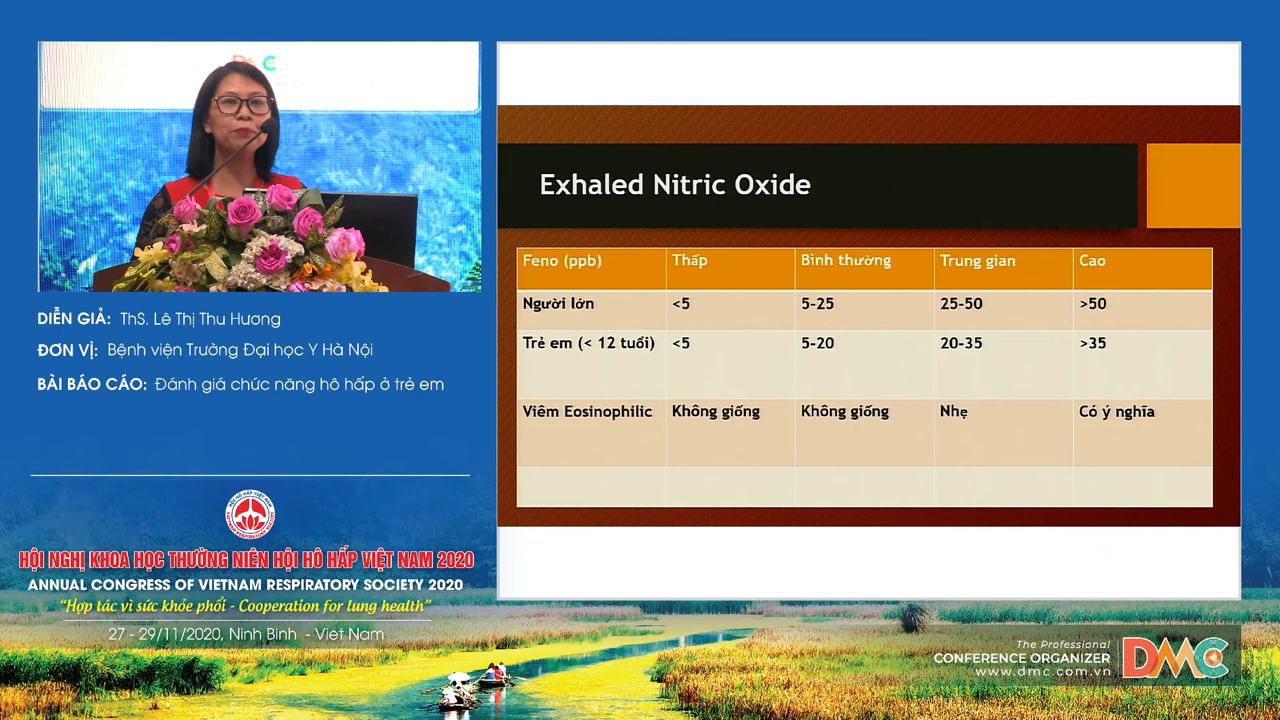 DIỄN GIẢ: ThS. Lê Thị Thu Hương
ĐƠN VỊ: Bệnh viện Trường Đại học Y Hà Nội
BÀI BÁO CÁO: Đánh giá chức năng hô hấp ở trẻ em
HỘI NGHỊ KHOA HỌC THƯỜNG NIÊN HỘI HÔ HẤP VIỆT NAM 2020
ANNUAL CONGRESS OF VIETNAM RESPIRATORY SOCIETY 2020
“Hợp tác vì sức khỏe phổi - Cooperation for lung health”
27 - 29/11/2020, Ninh Bình - Việt Nam
Exhaled Nitric Oxide
Feno (ppb) Thấp Bình thường Trung gian Cao
Người lớn <5 5-25 25-50 >50
Trẻ em (< 12 tuổi) <5 5-20 20-35 >35
Viêm Eosinophilic Không giống Không giống Nhẹ Có ý nghĩa
The Professional
CONFERENCE ORGANIZER
www.dmc.com.vn
DMC